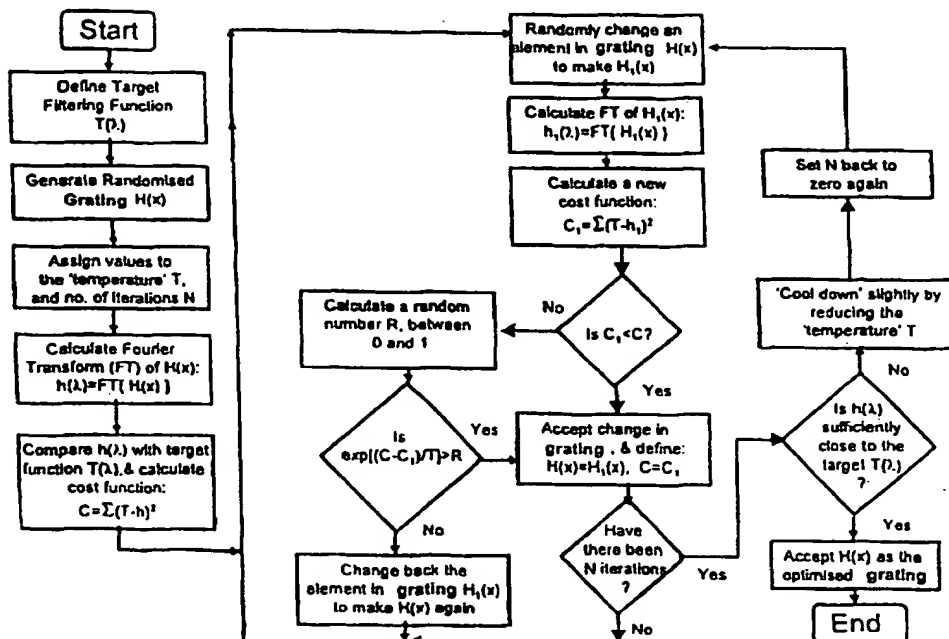 Start
Define Target
Filtering Function
T(λ)
Generate Randomised
Grating H(x)
Assign values to
the 'temperature' T,
and no. of iterations N
Calculate Fourier
Transform (FT) of H(x):
h(λ)=FT{ H(x) }
Compare h(λ) with target
function T(λ),& calculate
cost function:
C=Σ(T-h)²
Randomly change an
element in grating H(x)
to make H₁(x)
Calculate FT of H₁(x):
h₁(λ)=FT{ H₁(x) }
Calculate a new
cost function:
C₁=Σ(T-h₁)²
Is C₁<C?
No
Yes
Calculate a random
number R, between
0 and 1
Is
exp[(C-C₁)/T]>R
Yes
No
Change back the
element in grating H₁(x)
to make H(x) again
Accept change in
grating , & define:
H(x)=H₁(x), C=C₁
Have
there been
N iterations
?
Yes
No
Set N back to
zero again
'Cool down' slightly by
reducing the
'temperature' T
No
Is h(λ)
sufficiently
close to the
target T(λ)
?
Yes
Accept H(x) as the
optimised grating
End